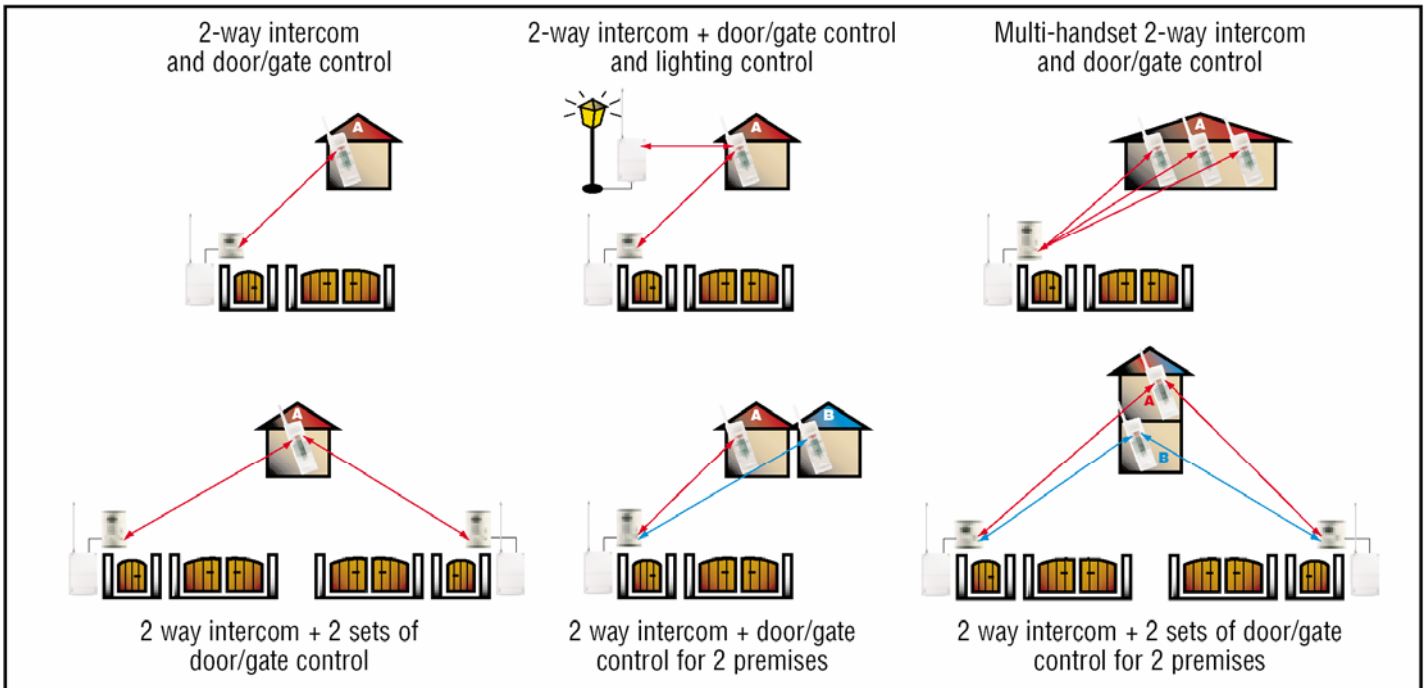 2-way intercom
and door/gate control
2-way intercom + door/gate control
and lighting control
Multi-handset 2-way intercom
and door/gate control
A
A
A
A
A
B
A
B
2 way intercom + 2 sets of
door/gate control
2 way intercom + door/gate
control for 2 premises
2 way intercom + 2 sets of door/gate
control for 2 premises